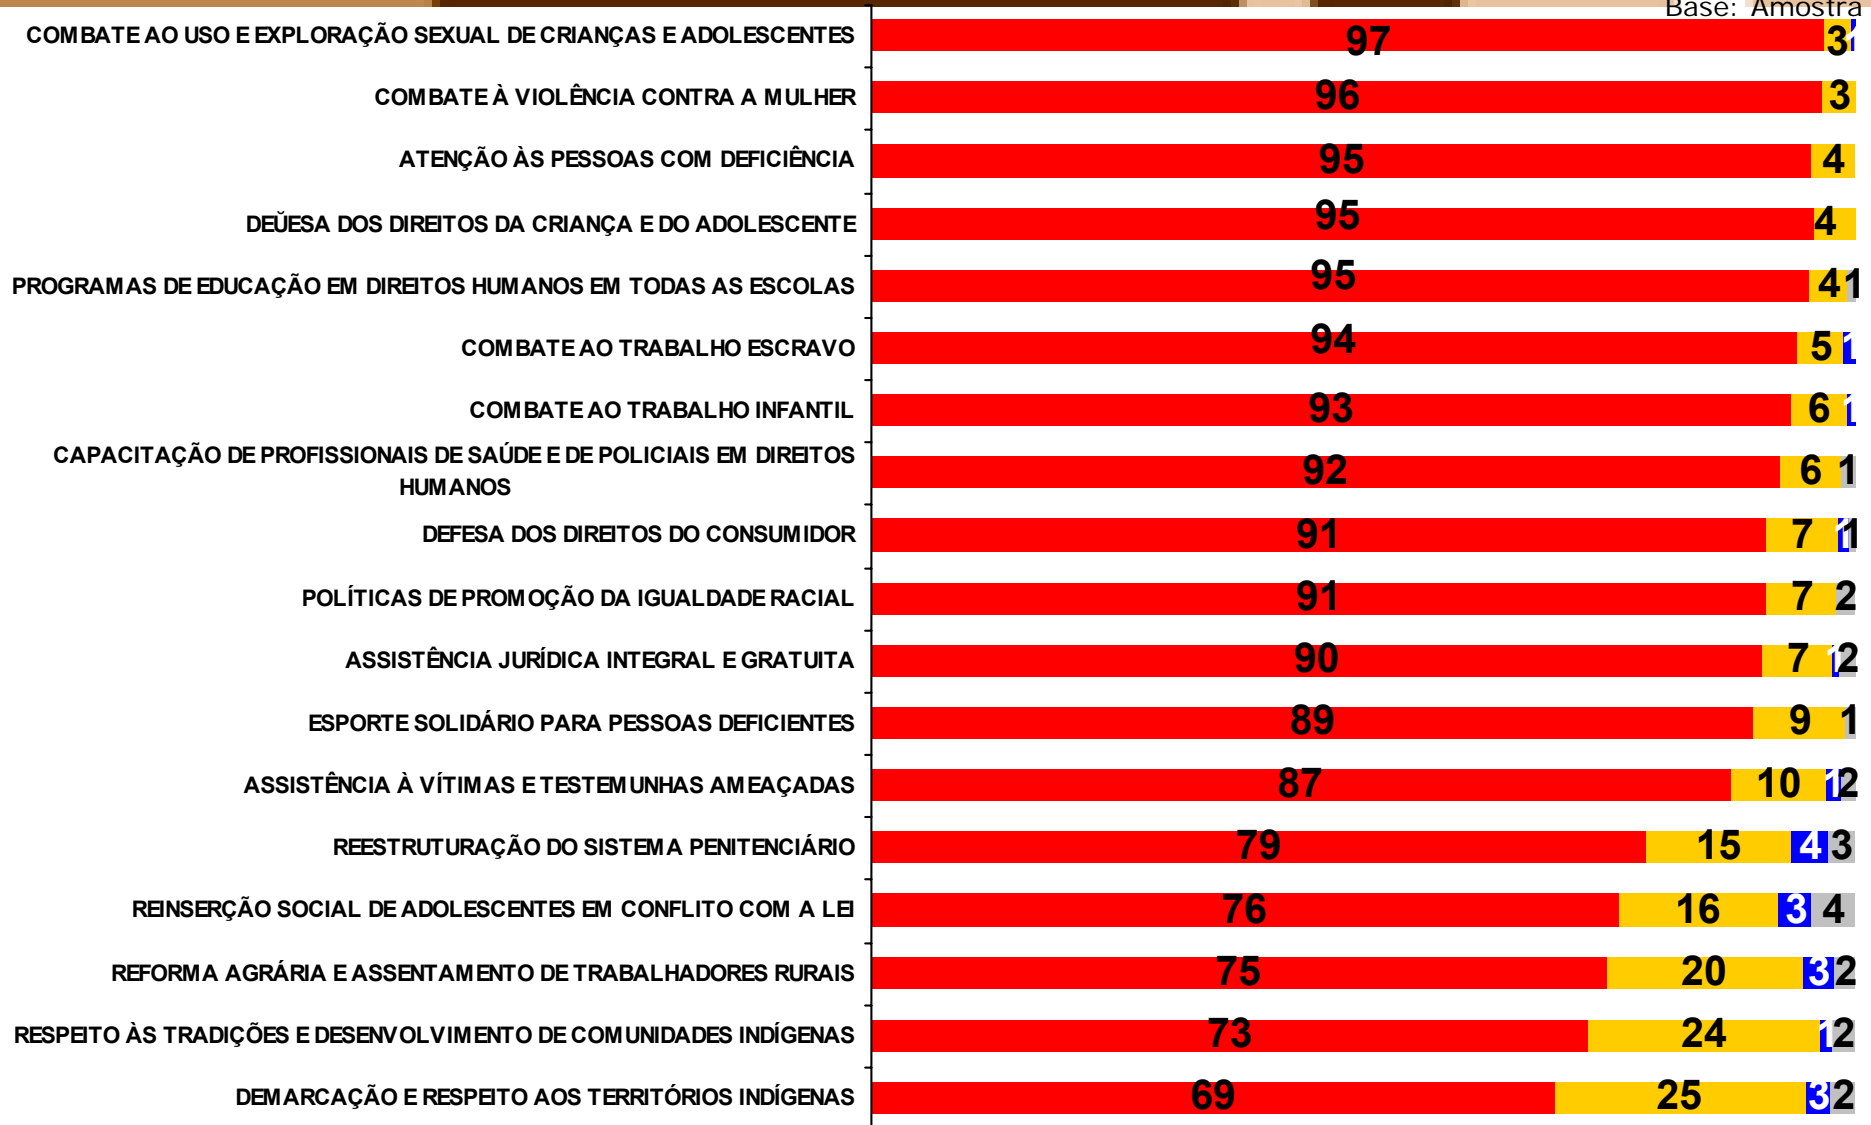 Base: Amostra
COMBATE AO USO E EXPLORAÇÃO SEXUAL DE CRIANÇAS E ADOLESCENTES 97 3 1
COMBATE À VIOLÊNCIA CONTRA A MULHER 96 3
ATENÇÃO ÀS PESSOAS COM DEFICIÊNCIA 95 4
DEŬESA DOS DIREITOS DA CRIANÇA E DO ADOLESCENTE 95 4
PROGRAMAS DE EDUCAÇÃO EM DIREITOS HUMANOS EM TODAS AS ESCOLAS 95 4 1
COMBATE AO TRABALHO ESCRAVO 94 5 1
COMBATE AO TRABALHO INFANTIL 93 6 1
CAPACITAÇÃO DE PROFISSIONAIS DE SAÚDE E DE POLICIAIS EM DIREITOS
HUMANOS 92 6 1
DEFESA DOS DIREITOS DO CONSUMIDOR 91 7 1 1
POLÍTICAS DE PROMOÇÃO DA IGUALDADE RACIAL 91 7 2
ASSISTÊNCIA JURÍDICA INTEGRAL E GRATUITA 90 7 1 2
ESPORTE SOLIDÁRIO PARA PESSOAS DEFICIENTES 89 9 1
ASSISTÊNCIA À VÍTIMAS E TESTEMUNHAS AMEAÇADAS 87 10 1 2
REESTRUTURAÇÃO DO SISTEMA PENITENCIÁRIO 79 15 4 3
REINSERÇÃO SOCIAL DE ADOLESCENTES EM CONFLITO COM A LEI 76 16 3 4
REFORMA AGRÁRIA E ASSENTAMENTO DE TRABALHADORES RURAIS 75 20 3 2
RESPEITO ÀS TRADIÇÕES E DESENVOLVIMENTO DE COMUNIDADES INDÍGENAS 73 24 1 2
DEMARCAÇÃO E RESPEITO AOS TERRITÓRIOS INDÍGENAS 69 25 3 2